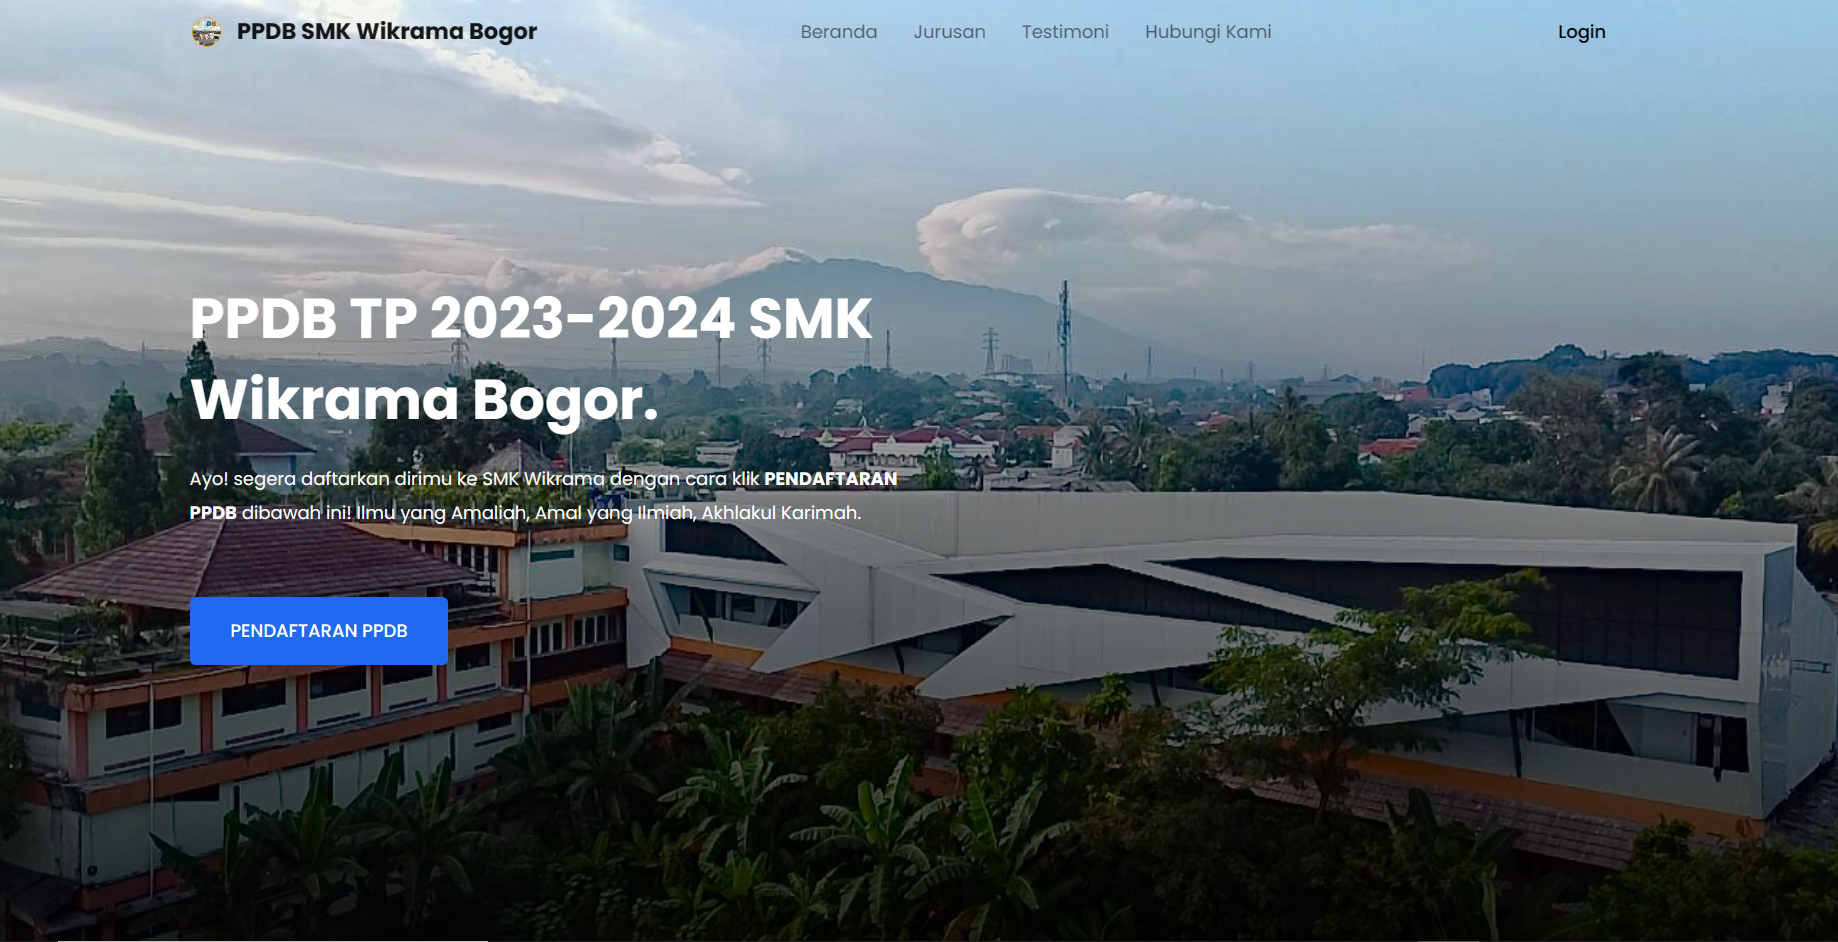 PPDB SMK Wikrama Bogor
Beranda
Jurusan
Testimoni
Hubungi Kami
Login
PPDB TP 2023-2024 SMK
Wikrama Bogor.
Ayo! segera daftarkan dirimu ke SMK Wikrama dengan cara klik PENDAFTARAN
PPDB dibawah ini! Ilmu yang Amaliah, Amal yang Ilmiah, Akhlakul Karimah.
PENDAFTARAN PPDB